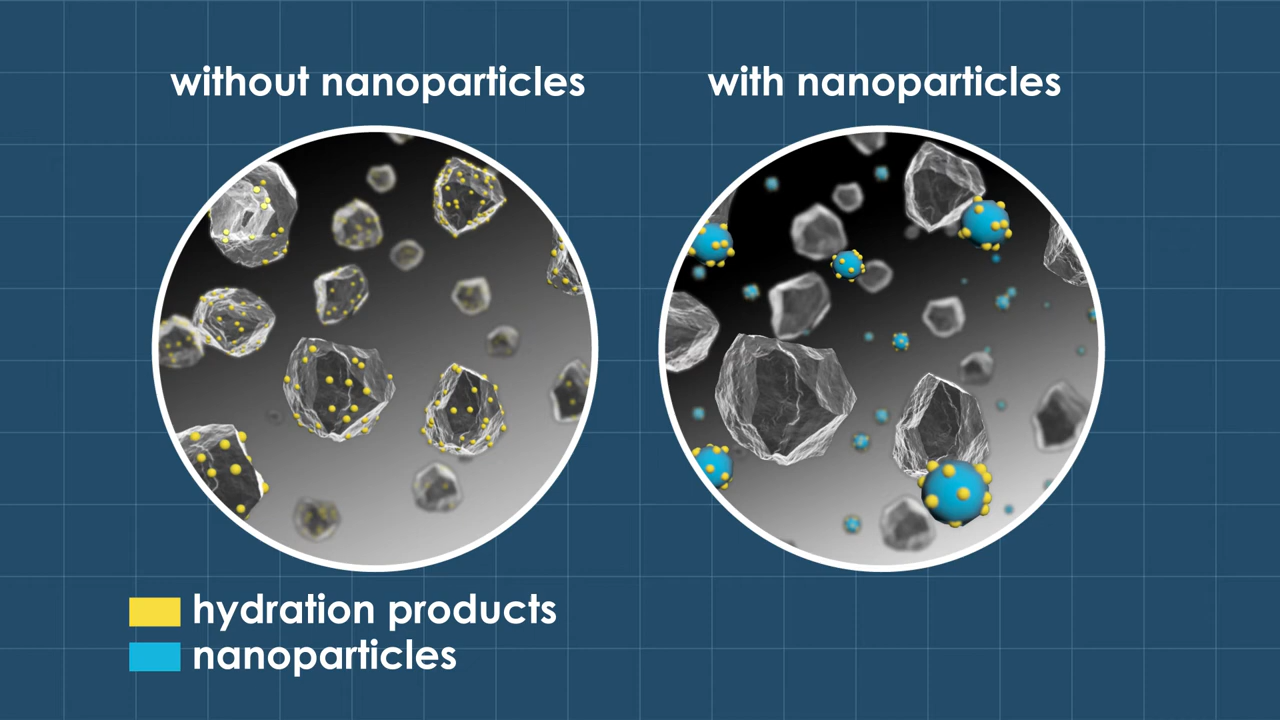 without nanoparticles
with nanoparticles
hydration products
nanoparticles